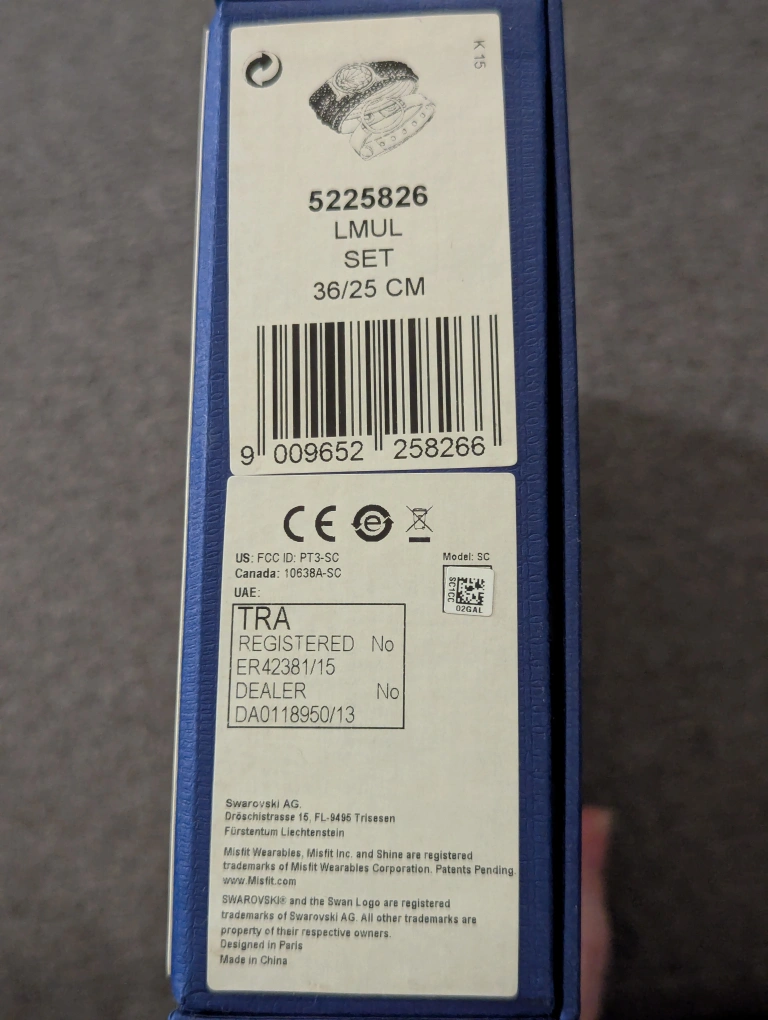 K 15
5225826
LMUL
SET
36/25 CM
9 009652 258266
CE e
US: FCC ID: PT3-SC
Canada: 10638A-SC
Model: SC
SC1CC
02GAL
UAE:
TRA
REGISTERED No
ER42381/15
DEALER No
DA0118950/13
Swarovski AG.
Dröschistrasse 15, FL-9495 Trisesen
Fürstentum Liechtenstein
Misfit Wearables, Misfit Inc. and Shine are registered
trademarks of Misfit Wearables Corporation. Patents Pending.
www.Misfit.com
SWAROVSKI® and the Swan Logo are registered
trademarks of Swarovski AG. All other trademarks are
property of their respective owners.
Designed in Paris
Made in China